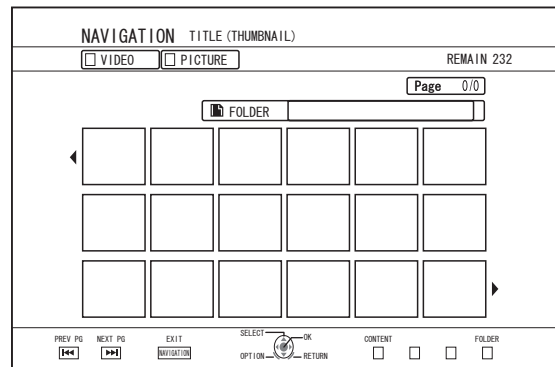 NAVIGATION TITLE (THUMBNAIL)
VIDEO PICTURE REMAIN 232
Page 0/0
FOLDER
PREV PG NEXT PG EXIT SELECT OK CONTENT FOLDER
NAVIGATION OPTION RETURN